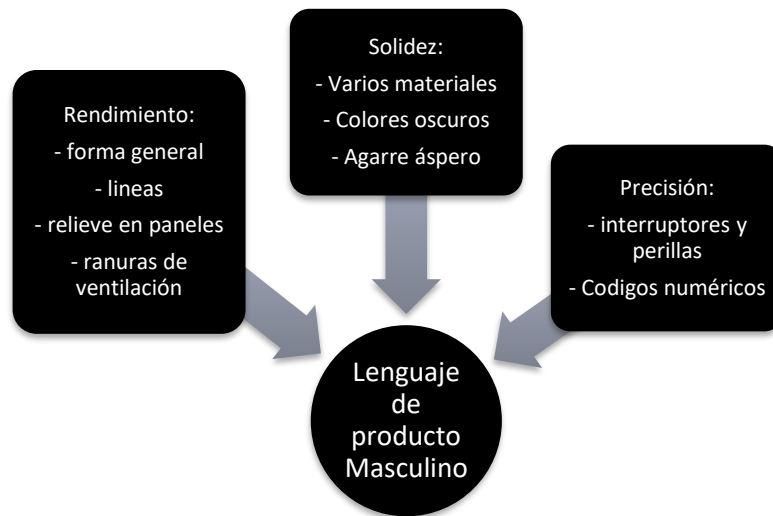 Rendimiento:
- forma general
- lineas
- relieve en paneles
- ranuras de
ventilación
Solidez:
- Varios materiales
- Colores oscuros
- Agarre áspero
Precisión:
- interruptores y
perillas
- Codigos numéricos
Lenguaje
de
producto
Masculino